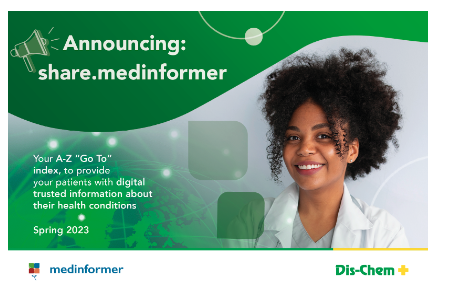 Announcing:
share.medinformer
Your A-Z "Go To"
index, to provide
your patients with digital
trusted information about
their health conditions
Spring 2023
medinformer
Dis-Chem